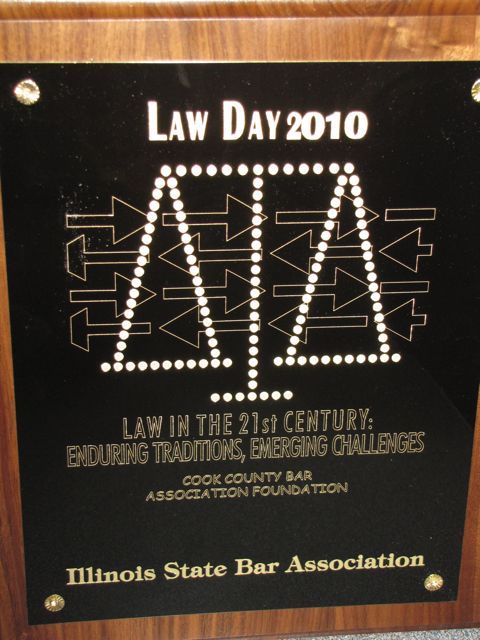 LAW DAY 2010
LAW IN THE 21st CENTURY:
ENDURING TRADITIONS, EMERGING CHALLENGES
COOK COUNTY BAR
ASSOCIATION FOUNDATION
Illinois State Bar Association